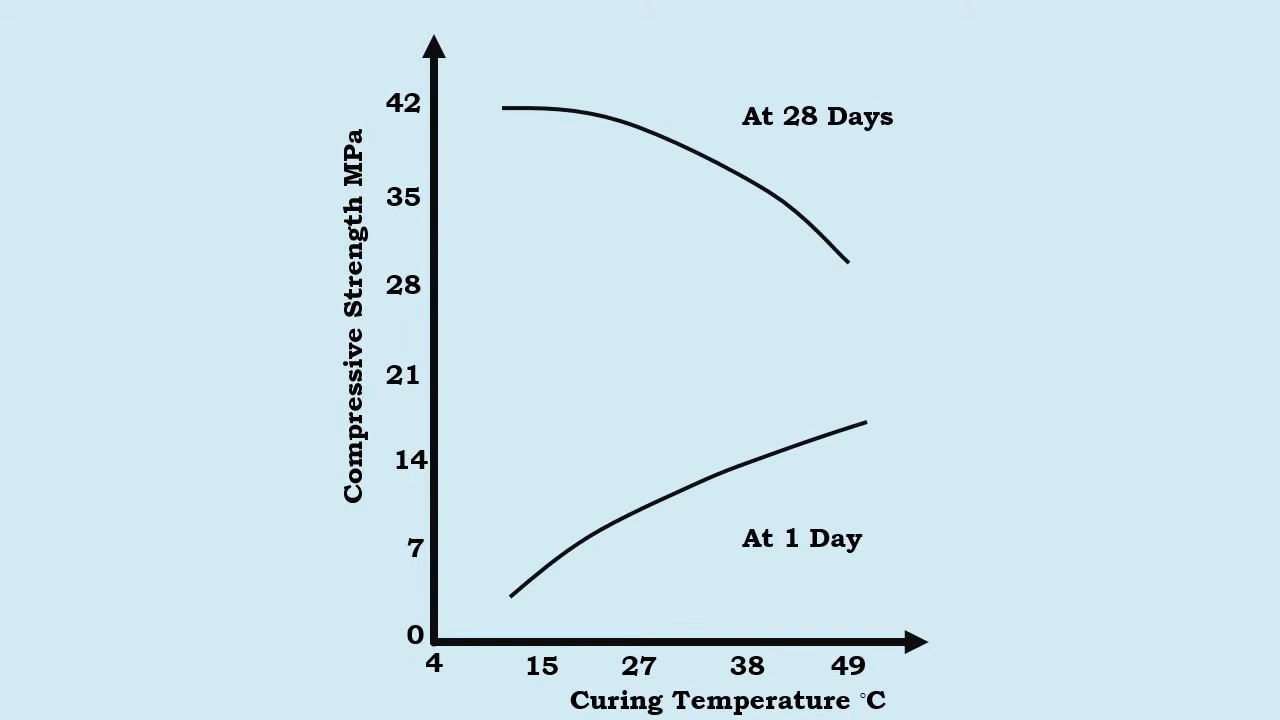 42
At 28 Days
35
28
21
14
At 1 Day
7
0
Compressive Strength MPa
4 15 27 38 49
Curing Temperature °C